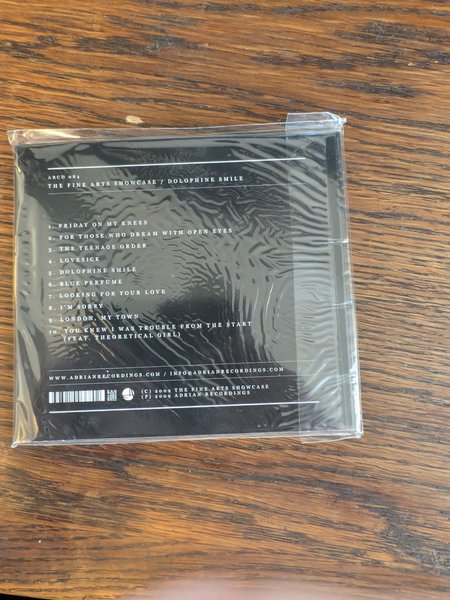 ARCD 084
THE FINE ARTS SHOWCASE / DOLOPHINE SMILE
1. FRIDAY ON MY KNEES
2. FOR THOSE WHO DREAM WITH OPEN EYES
3. THE TEENAGE ORDER
4. LOVESICK
5. DOLOPHINE SMILE
6. BLUE PERFUME
7. LOOKING FOR YOUR LOVE
8. I'M SORRY
9. LONDON, MY TOWN
10. YOU KNEW I WAS TROUBLE FROM THE START
(FEAT. THEORETICAL GIRL)
WWW.ADRIANRECORDINGS.COM / INFO@ADRIANRECORDINGS.COM
(C) 2009 THE FINE ARTS SHOWCASE
(P) 2009 ADRIAN RECORDINGS